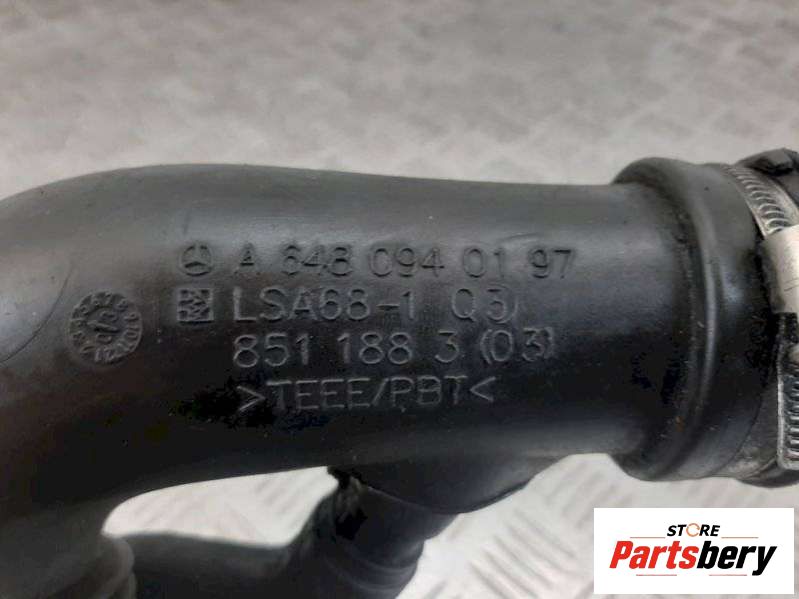 A 648 094 01 97
LSA68-1 Q3
851 188 3 (03)
>TEEE/PBT<
STORE
Partsbery